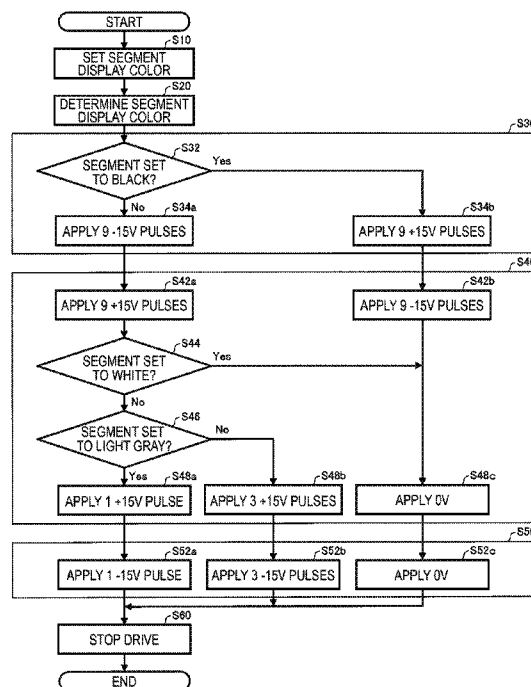 START
S10
SET SEGMENT
DISPLAY COLOR
S20
DETERMINE SEGMENT
DISPLAY COLOR
S32
SEGMENT SET
TO BLACK?
Yes
No
S34a
APPLY 9 -15V PULSES
S34b
APPLY 9 +15V PULSES
S42a
APPLY 9 +15V PULSES
S42b
APPLY 9 -15V PULSES
S44
SEGMENT SET
TO WHITE?
Yes
No
S46
SEGMENT SET
TO LIGHT GRAY?
No
Yes
S48a
APPLY 1 +15V PULSE
S48b
APPLY 3 +15V PULSES
S48c
APPLY 0V
S52a
APPLY 1 -15V PULSE
S52b
APPLY 3 -15V PULSES
S52c
APPLY 0V
S60
STOP DRIVE
END